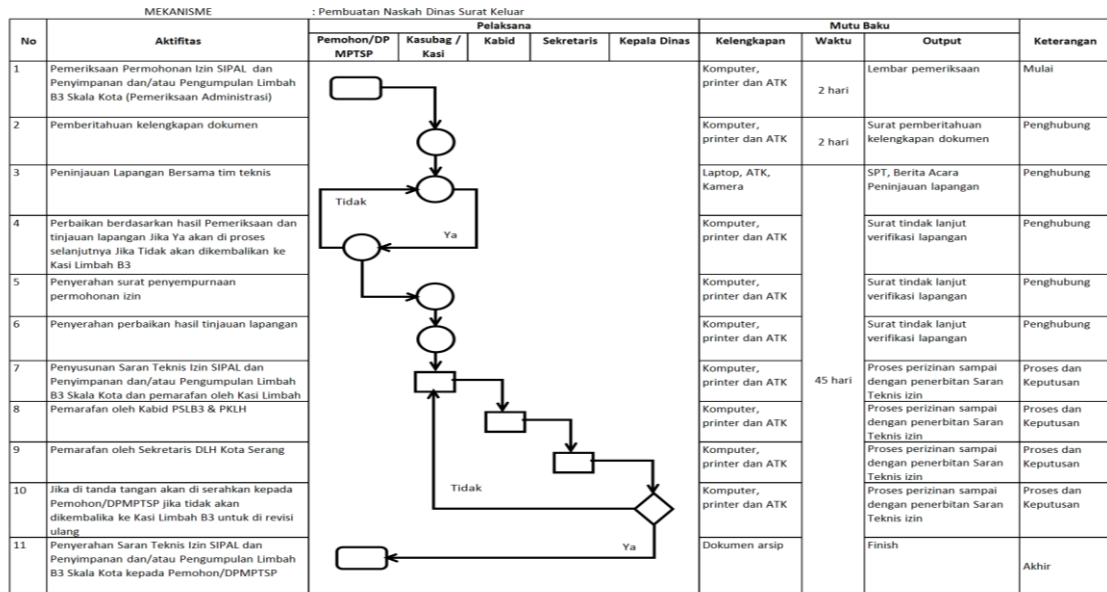 MEKANISME : Pembuatan Naskah Dinas Surat Keluar
No Aktifitas Pelaksana Mutu Baku Keterangan
Pemohon/DP
MPTSP
Kasubag /
Kasi
Kabid Sekretaris Kepala Dinas Kelengkapan Waktu Output
1
Pemeriksaan Permohonan Izin SIPAL dan
Penyimpanan dan/atau Pengumpulan Limbah
B3 Skala Kota (Pemeriksaan Administrasi)
Komputer,
printer dan ATK
2 hari
Lembar pemeriksaan
Mulai
2
Pemberitahuan kelengkapan dokumen
Komputer,
printer dan ATK
2 hari
Surat pemberitahuan
kelengkapan dokumen
Penghubung
3
Peninjauan Lapangan Bersama tim teknis
Tidak
Laptop, ATK,
Kamera
SPT, Berita Acara
Peninjauan lapangan
Penghubung
4
Perbaikan berdasarkan hasil Pemeriksaan dan
tinjauan lapangan Jika Ya akan di proses
selanjutnya Jika Tidak akan dikembalikan ke
Kasi Limbah B3
Ya
Komputer,
printer dan ATK
Surat tindak lanjut
verifikasi lapangan
Penghubung
5
Penyerahan surat penyempurnaan
permohonan izin
Komputer,
printer dan ATK
Surat tindak lanjut
verifikasi lapangan
Penghubung
6
Penyerahan perbaikan hasil tinjauan lapangan
Komputer,
printer dan ATK
Surat tindak lanjut
verifikasi lapangan
Penghubung
7
Penyusunan Saran Teknis Izin SIPAL dan
Penyimpanan dan/atau Pengumpulan Limbah
B3 Skala Kota dan pemarafan oleh Kasi Limbah
Komputer,
printer dan ATK
45 hari
Proses perizinan sampai
dengan penerbitan Saran
Teknis izin
Proses dan
Keputusan
8
Pemarafan oleh Kabid PSLB3 & PKLH
Komputer,
printer dan ATK
Proses perizinan sampai
dengan penerbitan Saran
Teknis izin
Proses dan
Keputusan
9
Pemarafan oleh Sekretaris DLH Kota Serang
Komputer,
printer dan ATK
Proses perizinan sampai
dengan penerbitan Saran
Teknis izin
Proses dan
Keputusan
10
Jika di tanda tangan akan di serahkan kepada
Pemohon/DPMPTSP jika tidak akan
dikembalika ke Kasi Limbah B3 untuk di revisi
ulang
Tidak
Komputer,
printer dan ATK
Proses perizinan sampai
dengan penerbitan Saran
Teknis izin
Proses dan
Keputusan
11
Penyerahan Saran Teknis Izin SIPAL dan
Penyimpanan dan/atau Pengumpulan Limbah
B3 Skala Kota kepada Pemohon/DPMPTSP
Ya
Dokumen arsip
Finish
Akhir